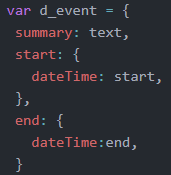 var d_event = {
  summary: text,
  start: {
    dateTime: start,
  },
  end: {
    dateTime:end,
  }